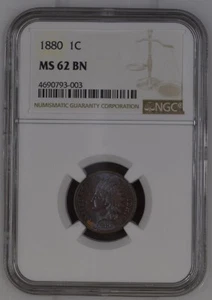 1880 1C
MS 62 BN
4690793-003
NUMISMATIC GUARANTY CORPORATION
NGC